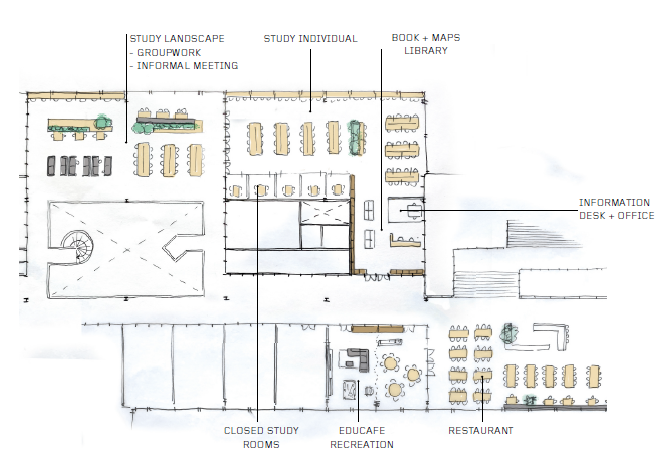 STUDY LANDSCAPE
- GROUPWORK
- INFORMAL MEETING
STUDY INDIVIDUAL
BOOK + MAPS
LIBRARY
INFORMATION
DESK + OFFICE
CLOSED STUDY
ROOMS
EDUCAFE
RECREATION
RESTAURANT